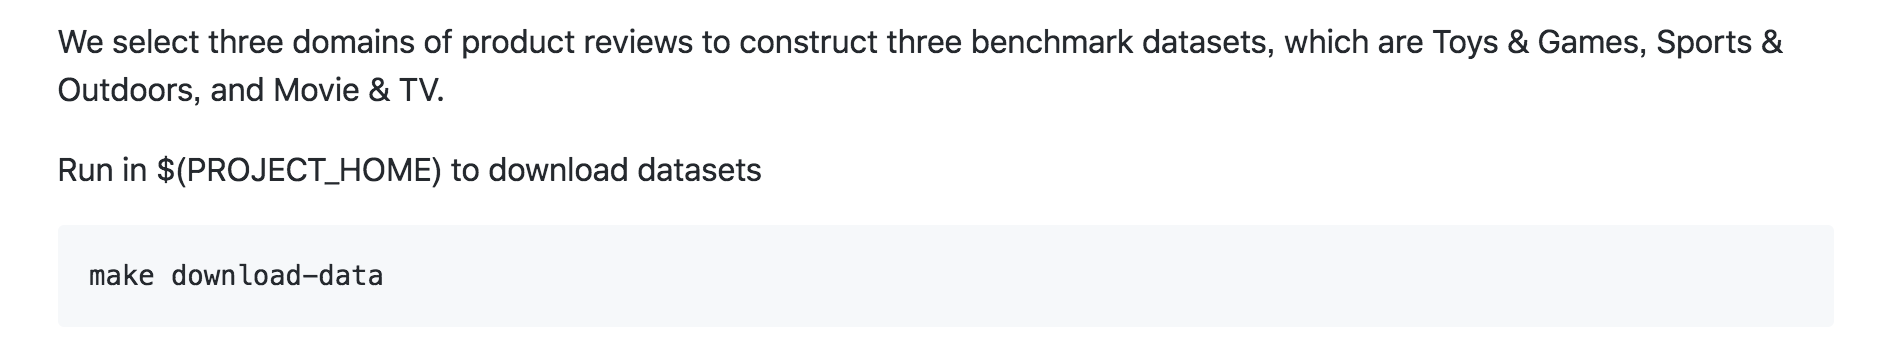 We select three domains of product reviews to construct three benchmark datasets, which are Toys & Games, Sports &
Outdoors, and Movie & TV.
Run in $(PROJECT_HOME) to download datasets
make download-data